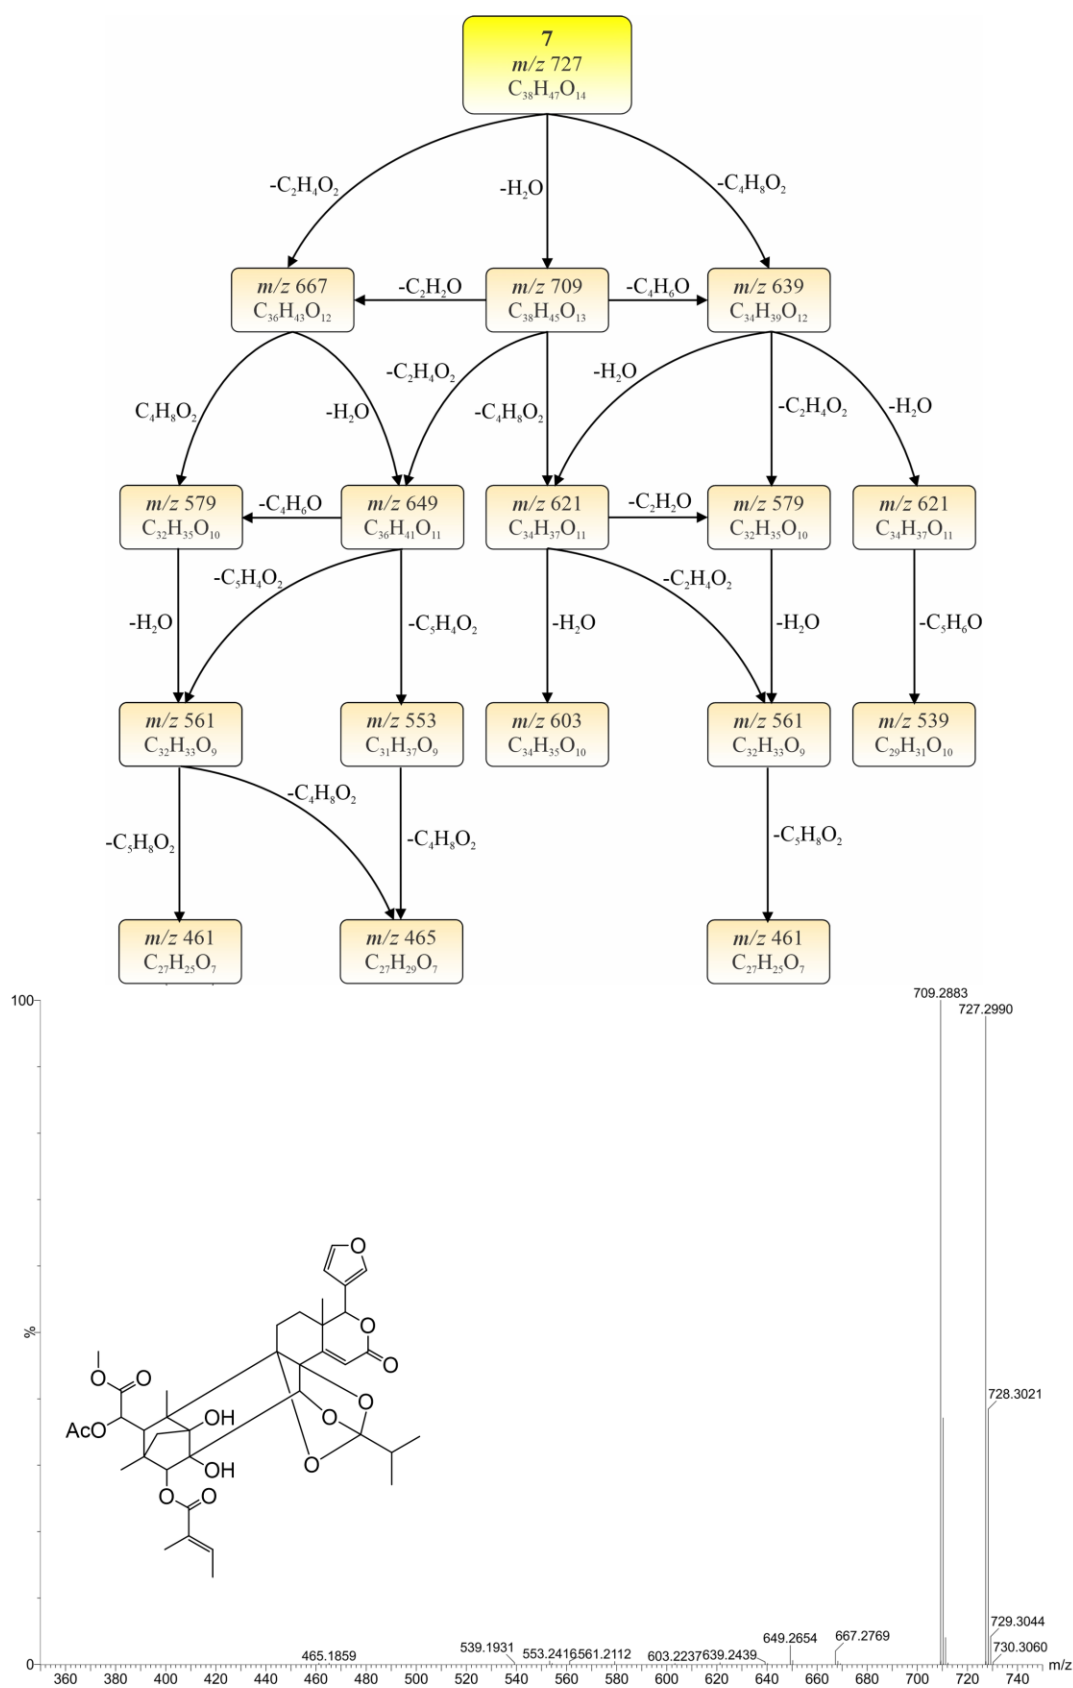 7
m/z 727
C₃₈H₄₇O₁₄
-C₂H₄O₂
-H₂O
-C₄H₈O₂
m/z 667
C₃₆H₄₃O₁₂
-C₂H₂O
m/z 709
C₃₈H₄₅O₁₃
-C₄H₆O
m/z 639
C₃₄H₃₉O₁₂
C₄H₈O₂
-H₂O
-C₂H₄O₂
-C₄H₈O₂
-H₂O
-C₂H₄O₂
-H₂O
m/z 579
C₃₂H₃₅O₁₀
-C₄H₆O
m/z 649
C₃₆H₄₁O₁₁
m/z 621
C₃₄H₃₇O₁₁
-C₂H₂O
m/z 579
C₃₂H₃₅O₁₀
m/z 621
C₃₄H₃₇O₁₁
-H₂O
-C₅H₄O₂
-C₅H₄O₂
-H₂O
-C₂H₄O₂
-H₂O
-C₅H₆O
m/z 561
C₃₂H₃₃O₉
m/z 553
C₃₁H₃₇O₉
m/z 603
C₃₄H₃₅O₁₀
m/z 561
C₃₂H₃₃O₉
m/z 539
C₂₉H₃₁O₁₀
-C₅H₈O₂
-C₄H₈O₂
-C₄H₈O₂
-C₅H₈O₂
m/z 461
C₂₇H₂₅O₇
m/z 465
C₂₇H₂₉O₇
m/z 461
C₂₇H₂₅O₇
100
709.2883
727.2990
O
O
O
%
O
O
O
O
AcO
OH
O
728.3021
OH
O
O
O
729.3044
730.3060
465.1859
539.1931
553.2416
561.2112
603.2237
639.2439
649.2654
667.2769
0
m/z
360 380 400 420 440 460 480 500 520 540 560 580 600 620 640 660 680 700 720 740